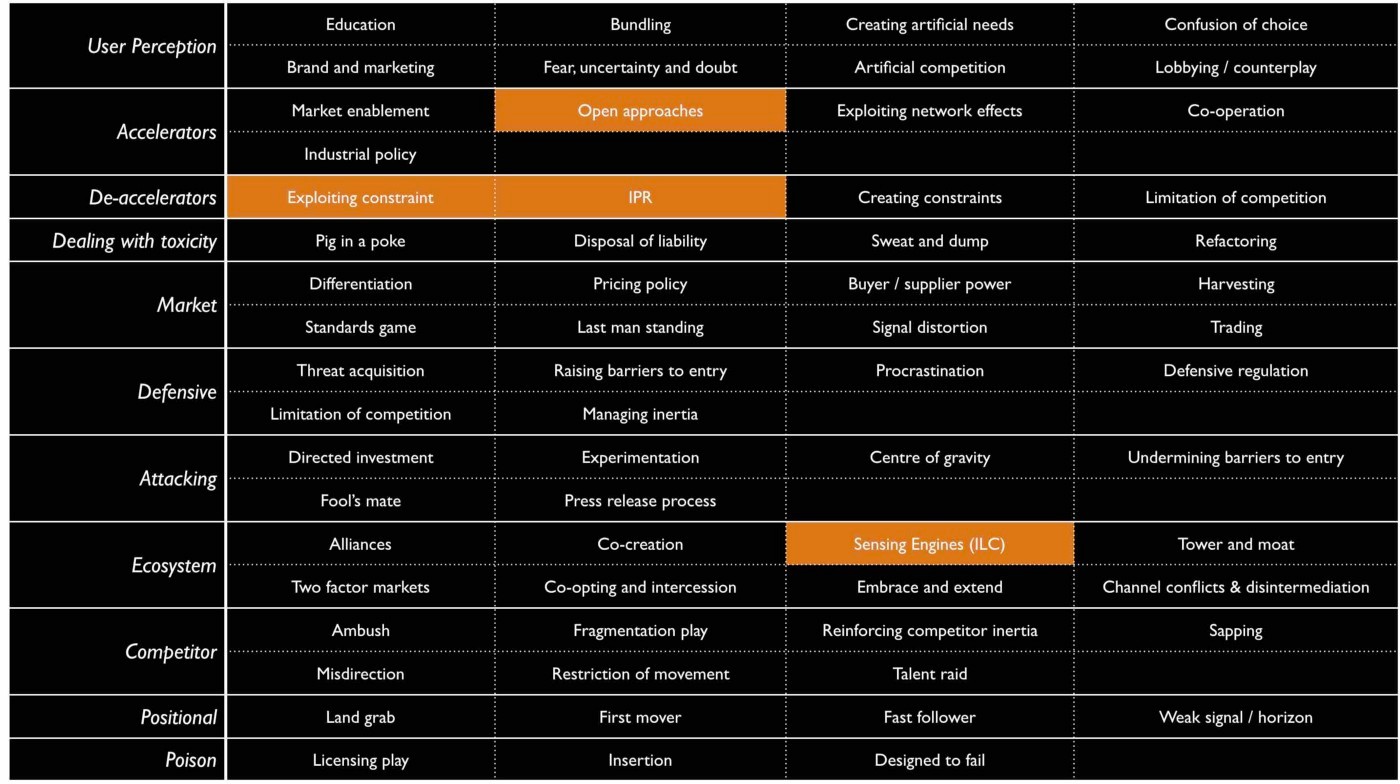 User Perception
Education
Bundling
Creating artificial needs
Confusion of choice
Brand and marketing
Fear, uncertainty and doubt
Artificial competition
Lobbying / counterplay
Accelerators
Market enablement
Open approaches
Exploiting network effects
Co-operation
Industrial policy
De-accelerators
Exploiting constraint
IPR
Creating constraints
Limitation of competition
Dealing with toxicity
Pig in a poke
Disposal of liability
Sweat and dump
Refactoring
Market
Differentiation
Pricing policy
Buyer / supplier power
Harvesting
Standards game
Last man standing
Signal distortion
Trading
Defensive
Threat acquisition
Raising barriers to entry
Procrastination
Defensive regulation
Limitation of competition
Managing inertia
Attacking
Directed investment
Experimentation
Centre of gravity
Undermining barriers to entry
Fool's mate
Press release process
Ecosystem
Alliances
Co-creation
Sensing Engines (ILC)
Tower and moat
Two factor markets
Co-opting and intercession
Embrace and extend
Channel conflicts & disintermediation
Competitor
Ambush
Fragmentation play
Reinforcing competitor inertia
Sapping
Misdirection
Restriction of movement
Talent raid
Positional
Land grab
First mover
Fast follower
Weak signal / horizon
Poison
Licensing play
Insertion
Designed to fail